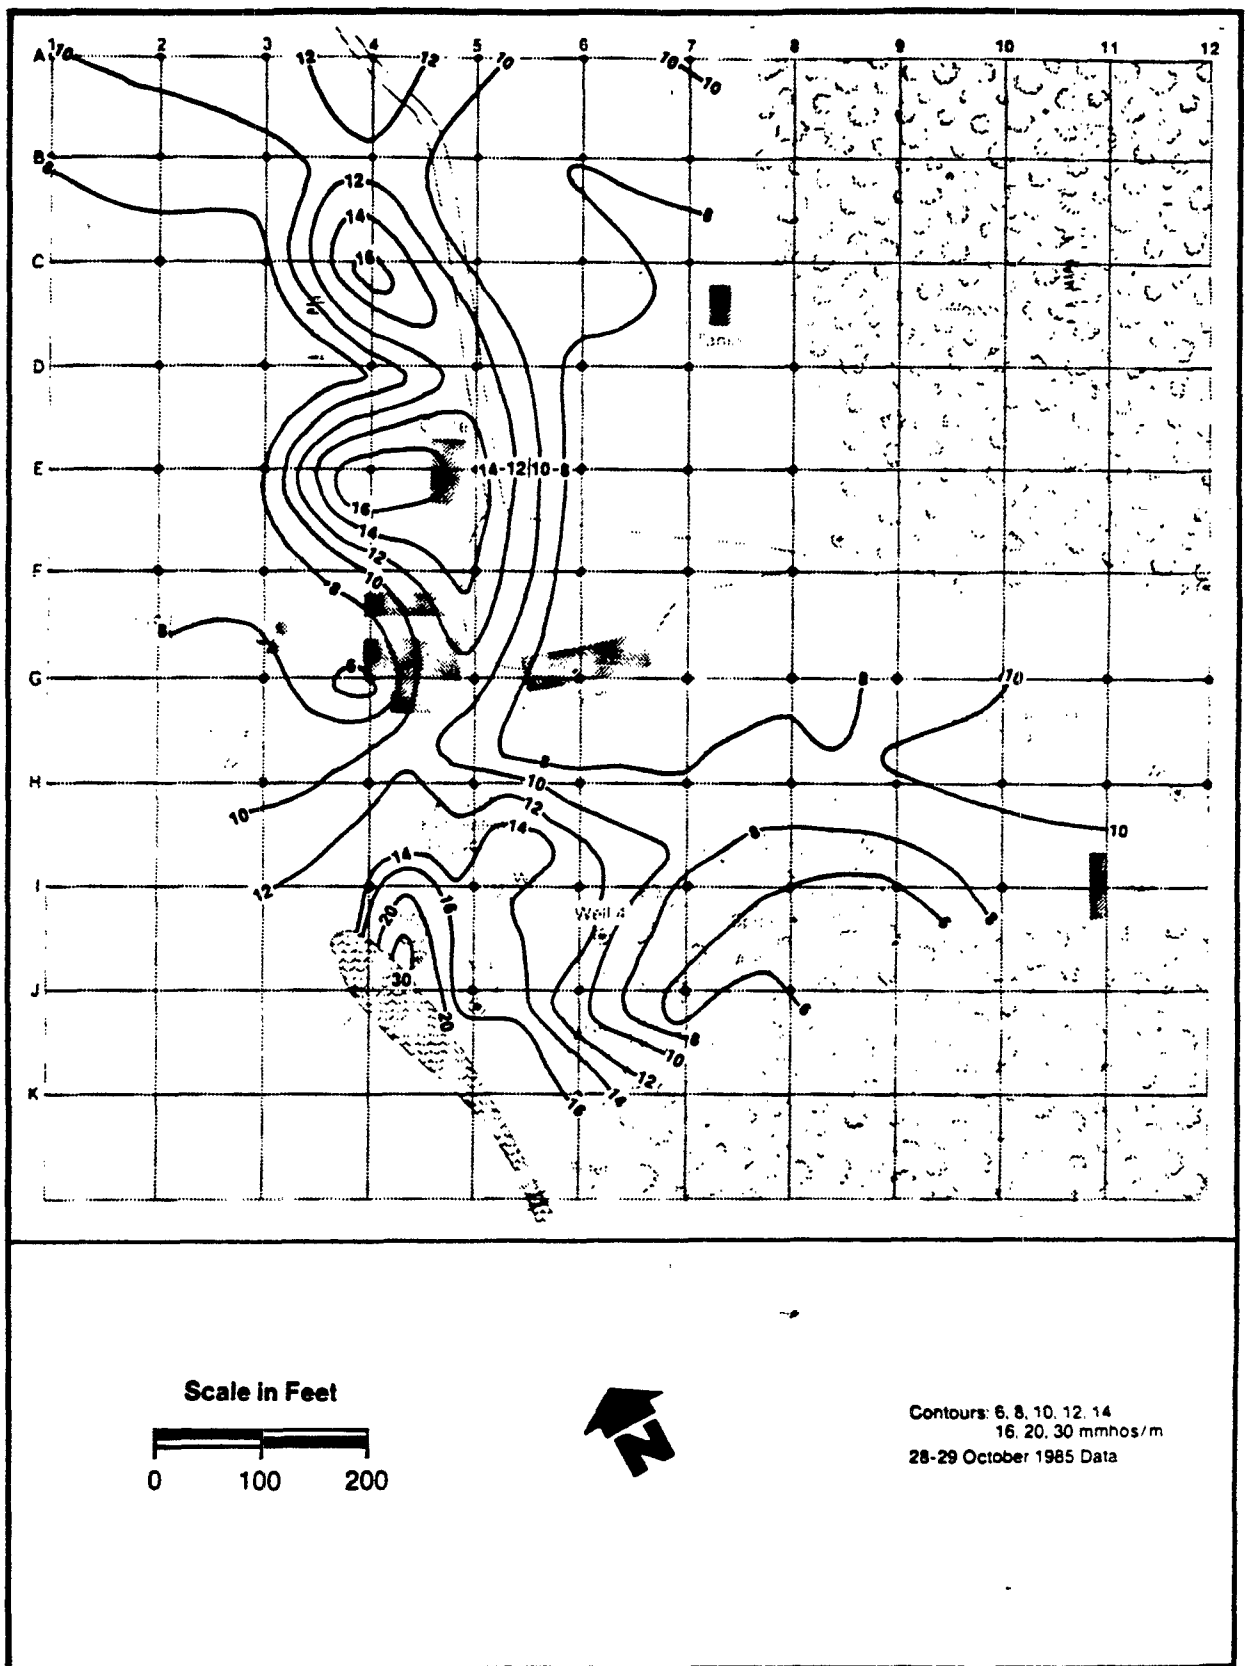 1 2 3 4 5 6 7 8 9 10 11 12
A 10 12 12 10 10 10
B 8 12
14 8
C 16
D
E 14-12 10-8
16
14
12
F 10
8
8
G 6 8 10
H 8
10 10
12
14 8 10
14
I 12 16
20 Well 4 6 8
30
J 6
20 8
10
12
K 16 14
Scale in Feet
0 100 200
N
Contours: 6, 8, 10, 12, 14
16, 20, 30 mmhos/m
28-29 October 1985 Data